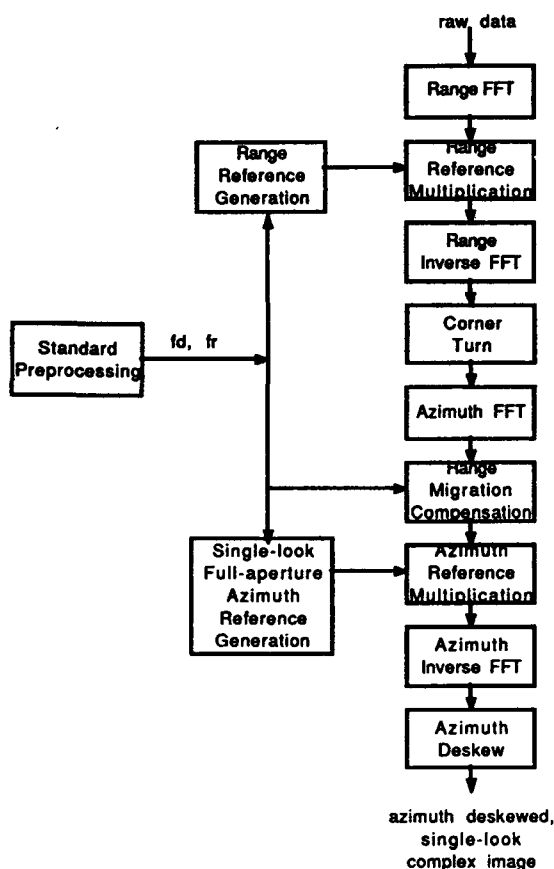 raw data
Range FFT
Range
Reference
Generation
Range
Reference
Multiplication
Range
Inverse FFT
Standard
Preprocessing
fd, fr
Corner
Turn
Azimuth FFT
Range
Migration
Compensation
Single-look
Full-aperture
Azimuth
Reference
Generation
Azimuth
Reference
Multiplication
Azimuth
Inverse FFT
Azimuth
Deskew
azimuth deskewed,
single-look
complex image